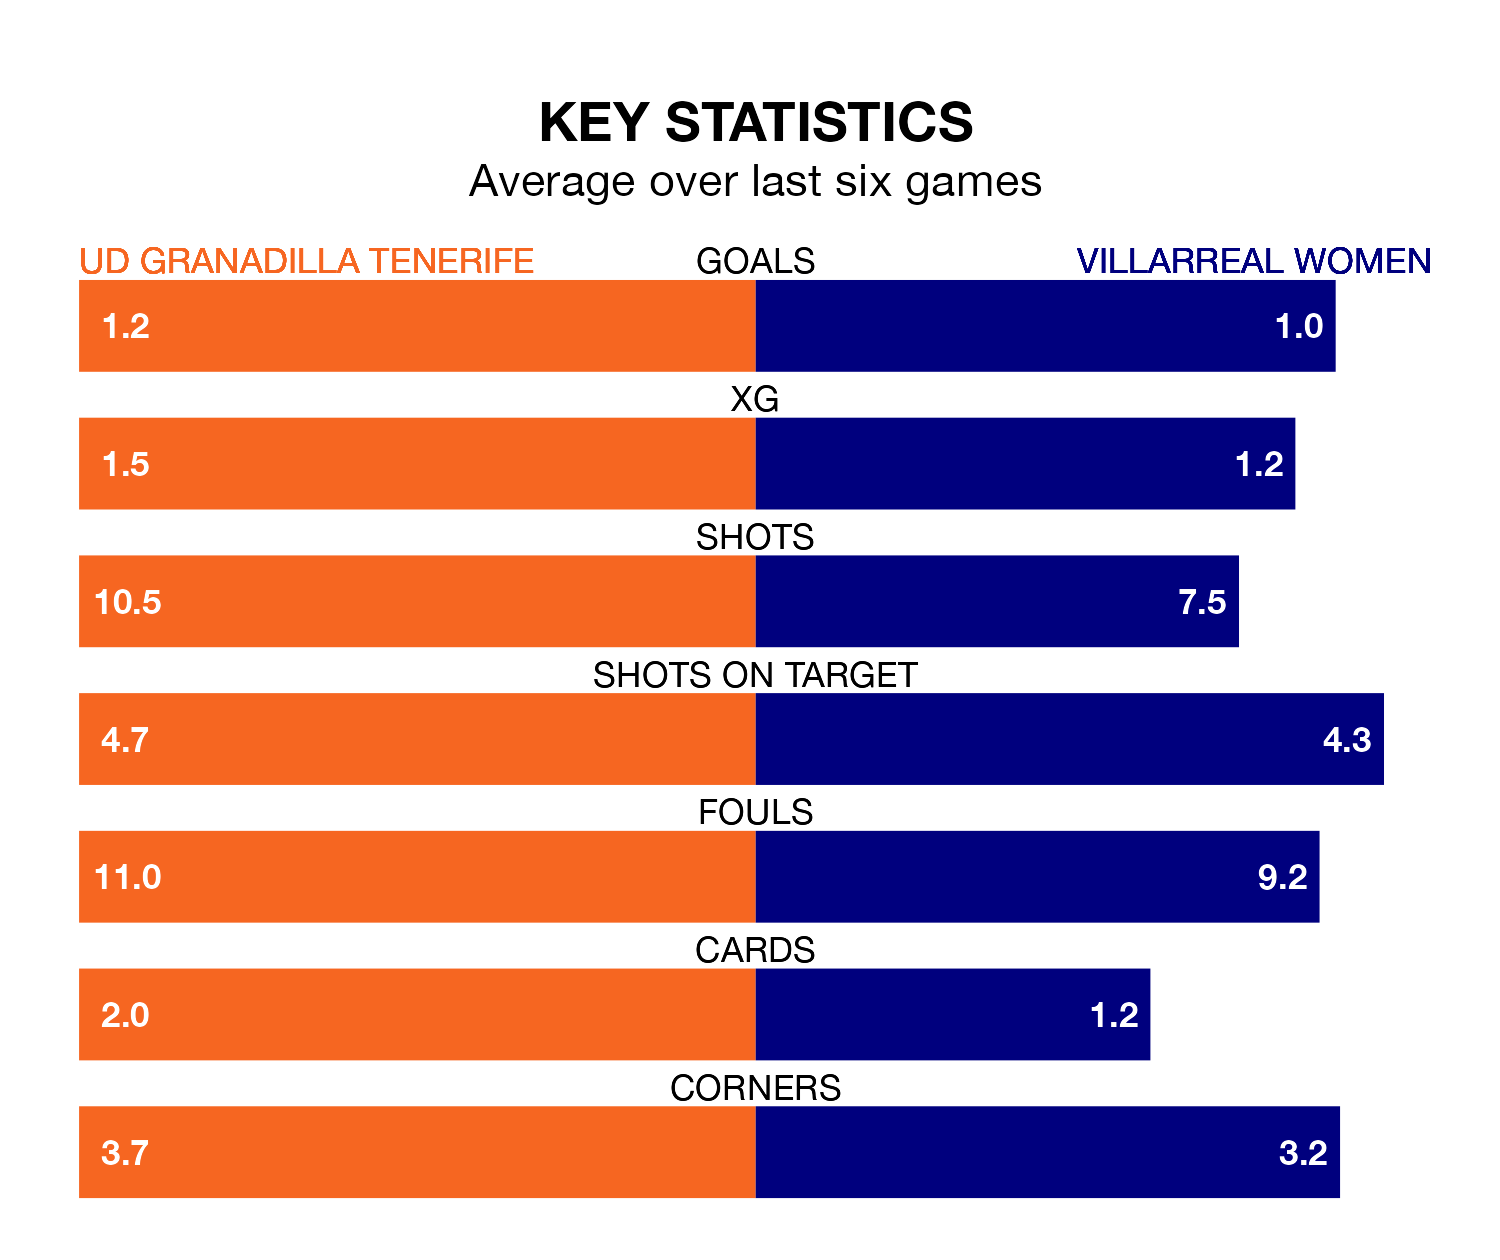 KEY STATISTICS
Average over last six games
UD GRANADILLA TENERIFE GOALS VILLARREAL WOMEN
1.2 1.0
XG
1.5 1.2
SHOTS
10.5 7.5
SHOTS ON TARGET
4.7 4.3
FOULS
11.0 9.2
CARDS
2.0 1.2
CORNERS
3.7 3.2